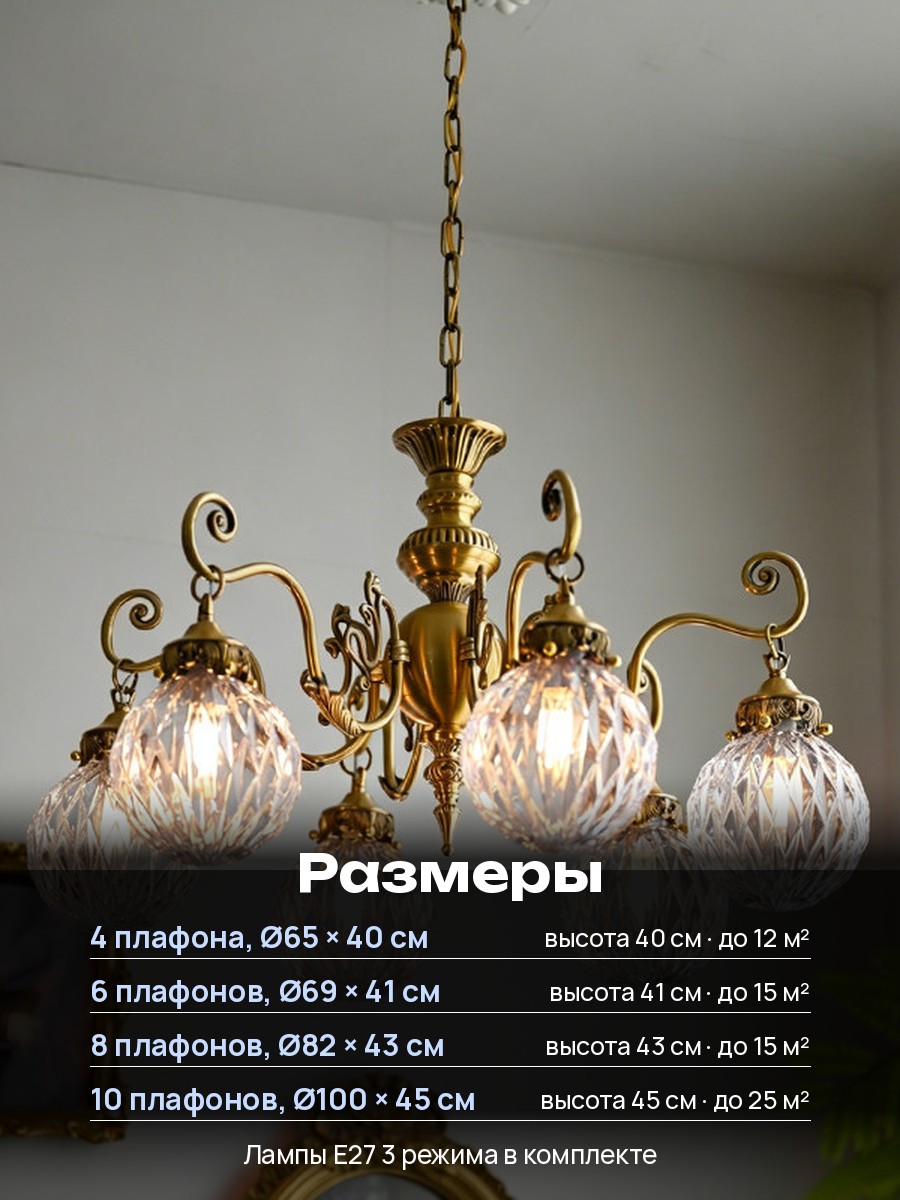 Размеры
4 плафона, Ø65 × 40 см высота 40 см · до 12 м²
6 плафонов, Ø69 × 41 см высота 41 см · до 15 м²
8 плафонов, Ø82 × 43 см высота 43 см · до 15 м²
10 плафонов, Ø100 × 45 см высота 45 см · до 25 м²
Лампы E27 3 режима в комплекте